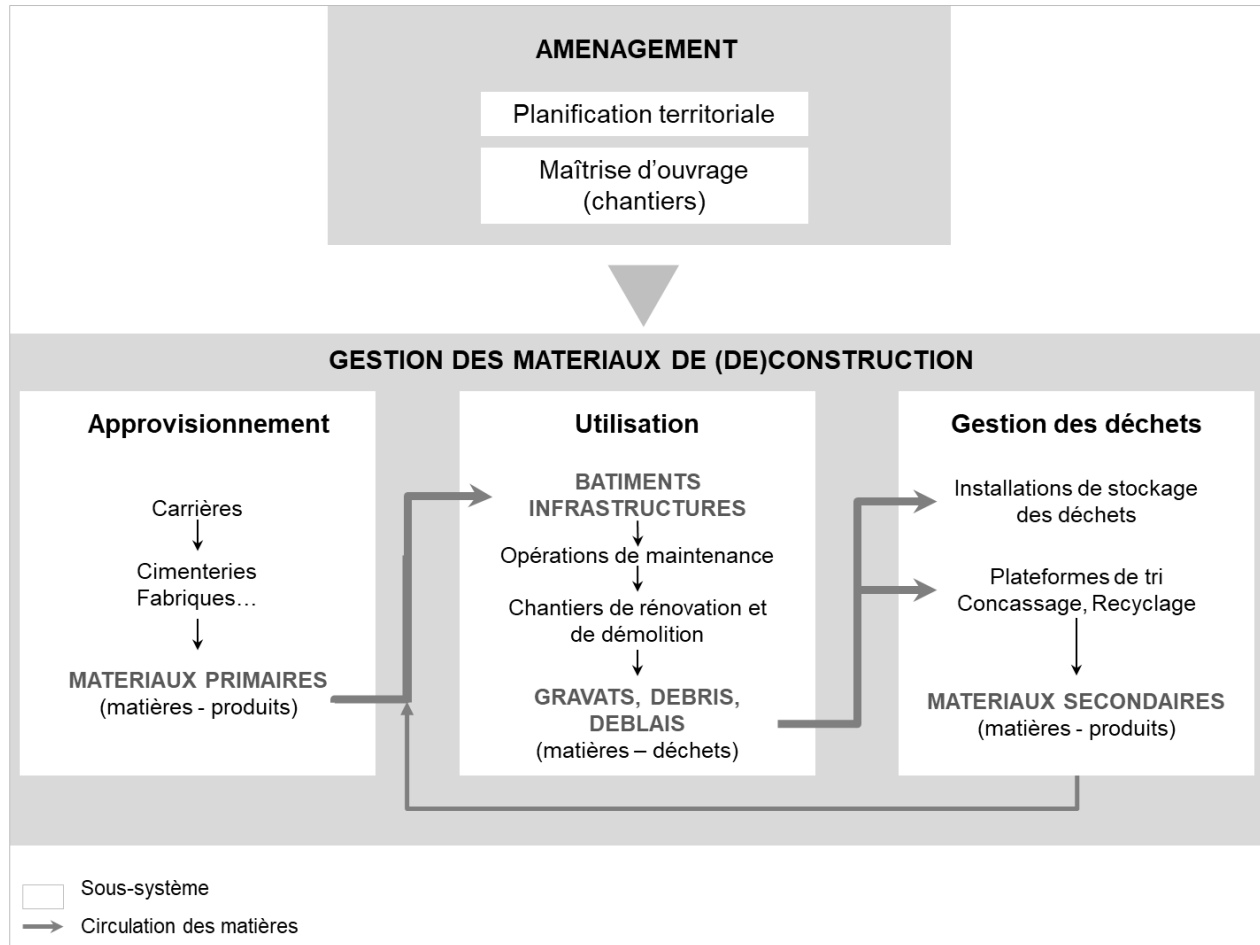 AMENAGEMENT
Planification territoriale
Maîtrise d’ouvrage
(chantiers)
GESTION DES MATERIAUX DE (DE)CONSTRUCTION
Approvisionnement
Carrières
Cimenteries
Fabriques…
MATERIAUX PRIMAIRES
(matières - produits)
Utilisation
BATIMENTS
INFRASTRUCTURES
Opérations de maintenance
Chantiers de rénovation et
de démolition
GRAVATS, DEBRIS,
DEBLAIS
(matières – déchets)
Gestion des déchets
Installations de stockage
des déchets
Plateformes de tri
Concassage, Recyclage
MATERIAUX SECONDAIRES
(matières - produits)
Sous-système
Circulation des matières